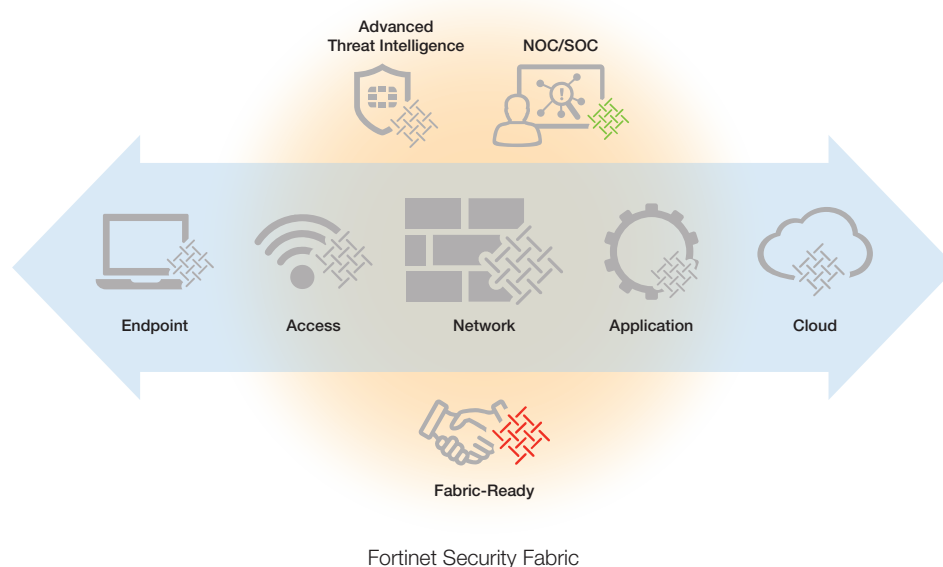 Advanced
Threat Intelligence
NOC/SOC
Endpoint
Access
Network
Application
Cloud
Fabric-Ready
Fortinet Security Fabric